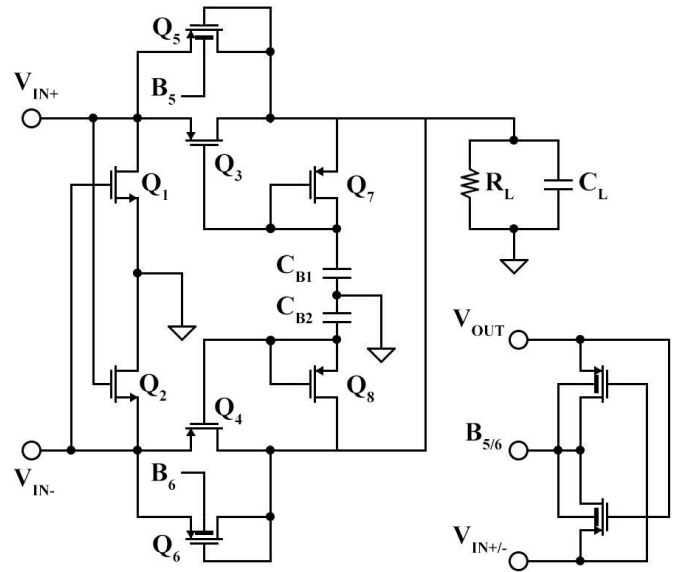 Q5
VIN+
B5
Q3
Q1
Q7
RL
CL
CB1
CB2
VOUT
Q2
Q8
Q4
B5/6
VIN-
B6
Q6
VIN+/-